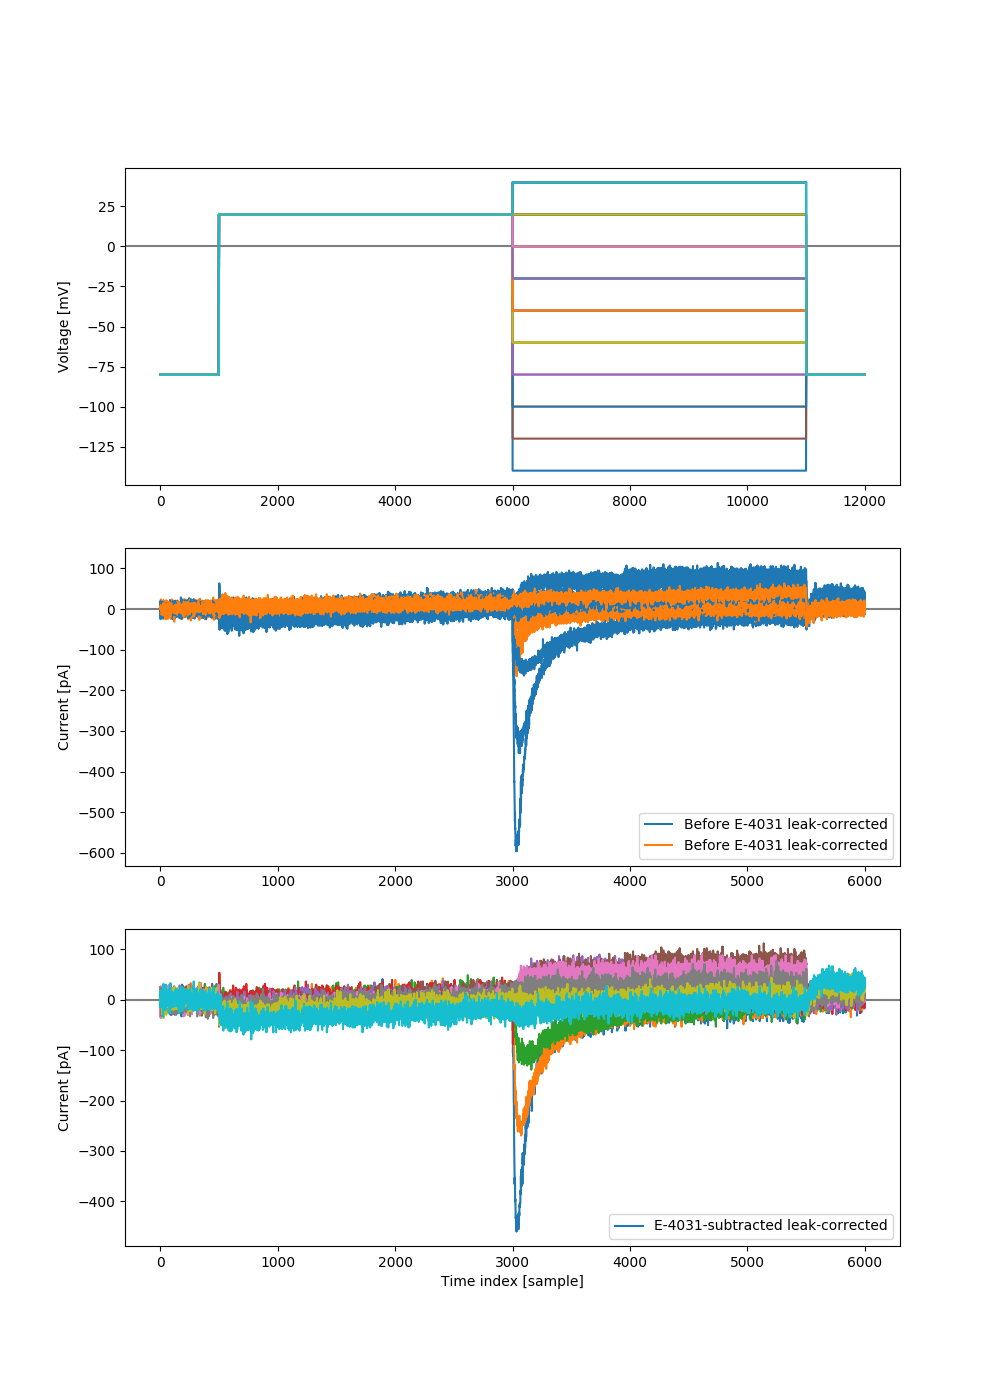 25
0
−25
−50
−75
−100
−125
Voltage [mV]
0 2000 4000 6000 8000 10000 12000
100
0
−100
−200
−300
−400
−500
−600
Current [pA]
Before E-4031 leak-corrected
Before E-4031 leak-corrected
0 1000 2000 3000 4000 5000 6000
100
0
−100
−200
−300
−400
Current [pA]
E-4031-subtracted leak-corrected
0 1000 2000 3000 4000 5000 6000
Time index [sample]